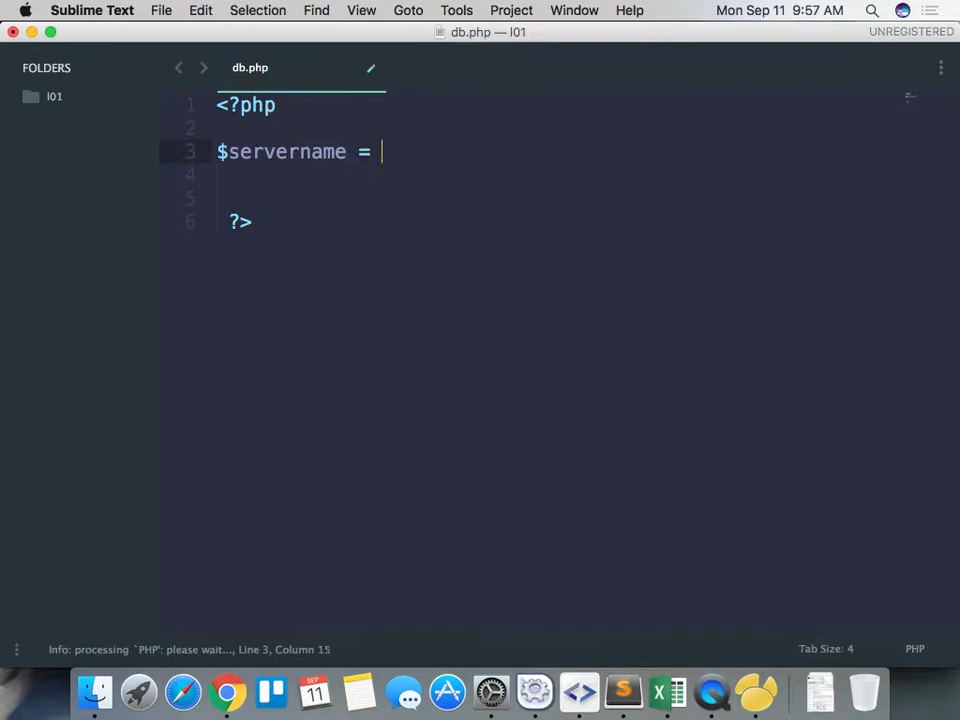 Sublime Text File Edit Selection Find View Goto Tools Project Window Help Mon Sep 11 9:57 AM
db.php — l01 UNREGISTERED
FOLDERS
l01
db.php
1 <?php
2
3 $servername =
4
5
6 ?>
Info: processing `PHP': please wait..., Line 3, Column 15 Tab Size: 4 PHP
SEP
11